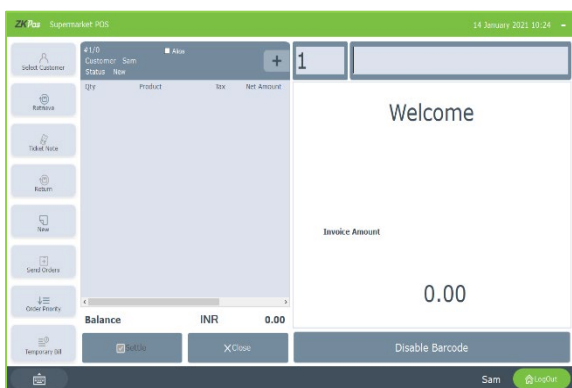 ZKPos Supermarket POS
14 January 2021 10:24
Select Customer
Retrieve
Ticket Note
Return
New
Send Orders
Order Priority
Temporary Bill
#1/0
Customer Sam
Status New
+
Qty Product Tax Net Amount
Balance INR 0.00
Settle
Close
1
Welcome
Invoice Amount
0.00
Disable Barcode
Sam
LogOut